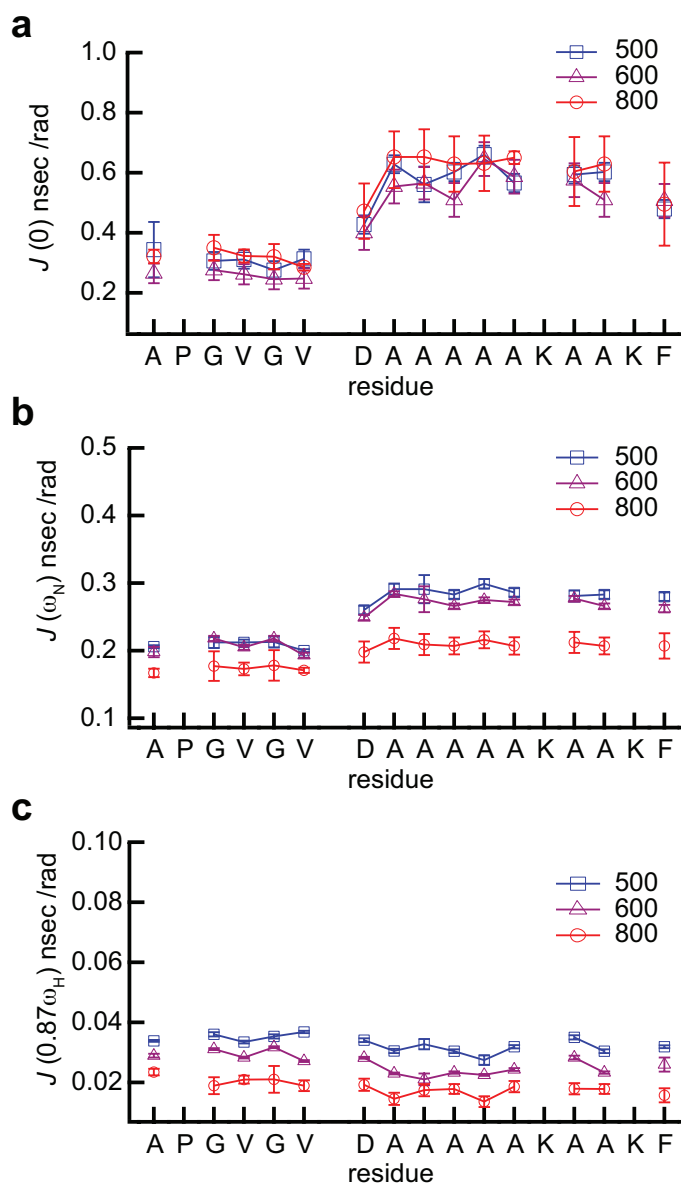 a
1.0
0.8
0.6
0.4
0.2
J (0) nsec /rad
500
600
800
A P G V G V D A A A A A K A A K F
residue
b
0.5
0.4
0.3
0.2
0.1
J (ωN) nsec /rad
500
600
800
A P G V G V D A A A A A K A A K F
residue
c
0.10
0.08
0.06
0.04
0.02
J (0.87ωH) nsec /rad
500
600
800
A P G V G V D A A A A A K A A K F
residue